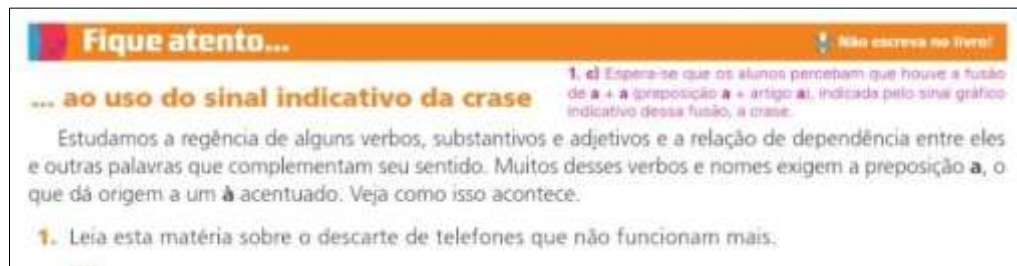 Fique atento...
Não escreva no livro!
... ao uso do sinal indicativo da crase
1. c) Espera-se que os alunos percebam que houve a fusão
de a + a (preposição a + artigo a), indicada pelo sinal gráfico
indicativo dessa fusão, a crase.
Estudamos a regência de alguns verbos, substantivos e adjetivos e a relação de dependência entre eles
e outras palavras que complementam seu sentido. Muitos desses verbos e nomes exigem a preposição a, o
que dá origem a um à acentuado. Veja como isso acontece.
1. Leia esta matéria sobre o descarte de telefones que não funcionam mais.